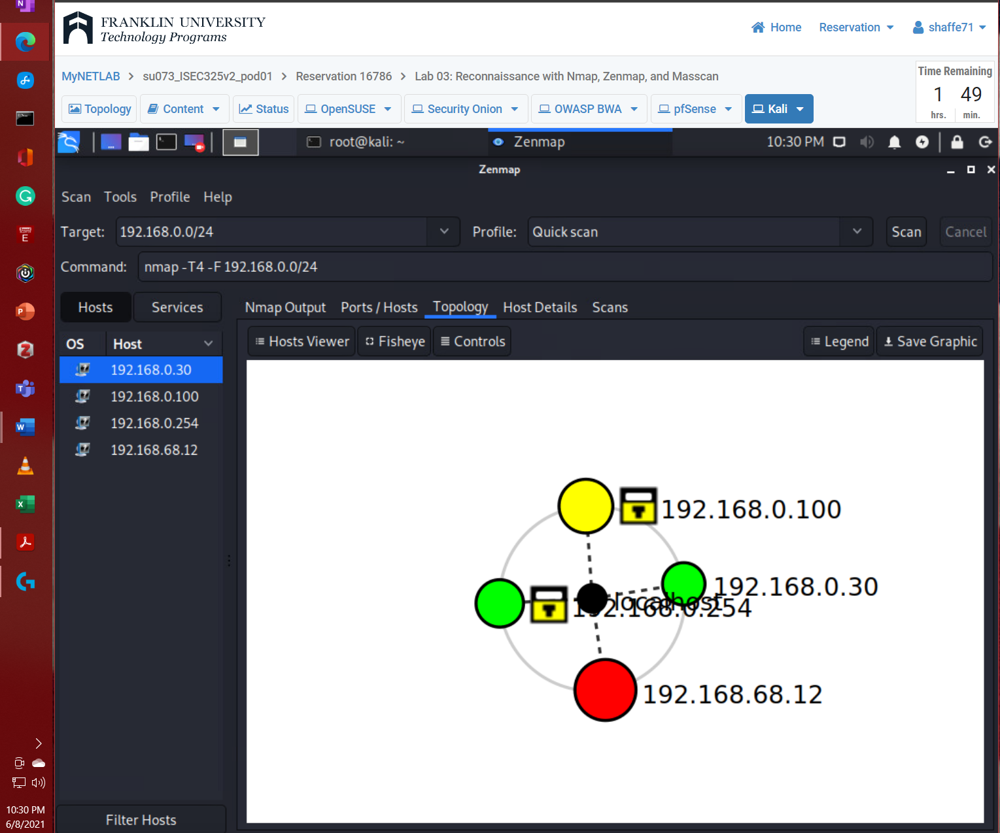 FRANKLIN UNIVERSITY
Technology Programs
Home
Reservation
shaffe71
MyNETLAB > su073_ISEC325v2_pod01 > Reservation 16786 > Lab 03: Reconnaissance with Nmap, Zenmap, and Masscan
Time Remaining
1 49
hrs. min.
Topology
Content
Status
OpenSUSE
Security Onion
OWASP BWA
pfSense
Kali
root@kali: ~
Zenmap
10:30 PM
Zenmap
Scan Tools Profile Help
Target: 192.168.0.0/24
Profile: Quick scan
Scan
Cancel
Command: nmap -T4 -F 192.168.0.0/24
Hosts
Services
Nmap Output
Ports / Hosts
Topology
Host Details
Scans
OS Host
192.168.0.30
192.168.0.100
192.168.0.254
192.168.68.12
Hosts Viewer
Fisheye
Controls
Legend
Save Graphic
192.168.0.100
192.168.0.30
localhost
192.168.0.254
192.168.68.12
Filter Hosts
10:30 PM
6/8/2021